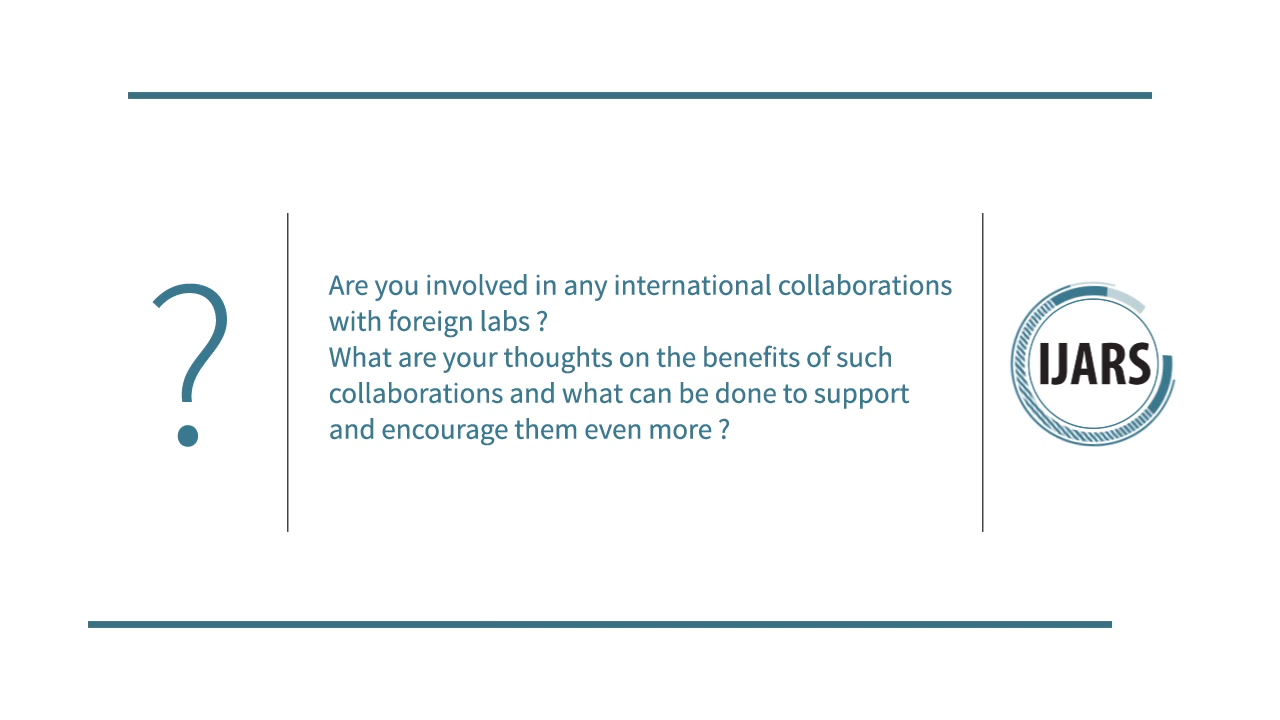 ?
Are you involved in any international collaborations
with foreign labs ?
What are your thoughts on the benefits of such
collaborations and what can be done to support
and encourage them even more ?
IJARS